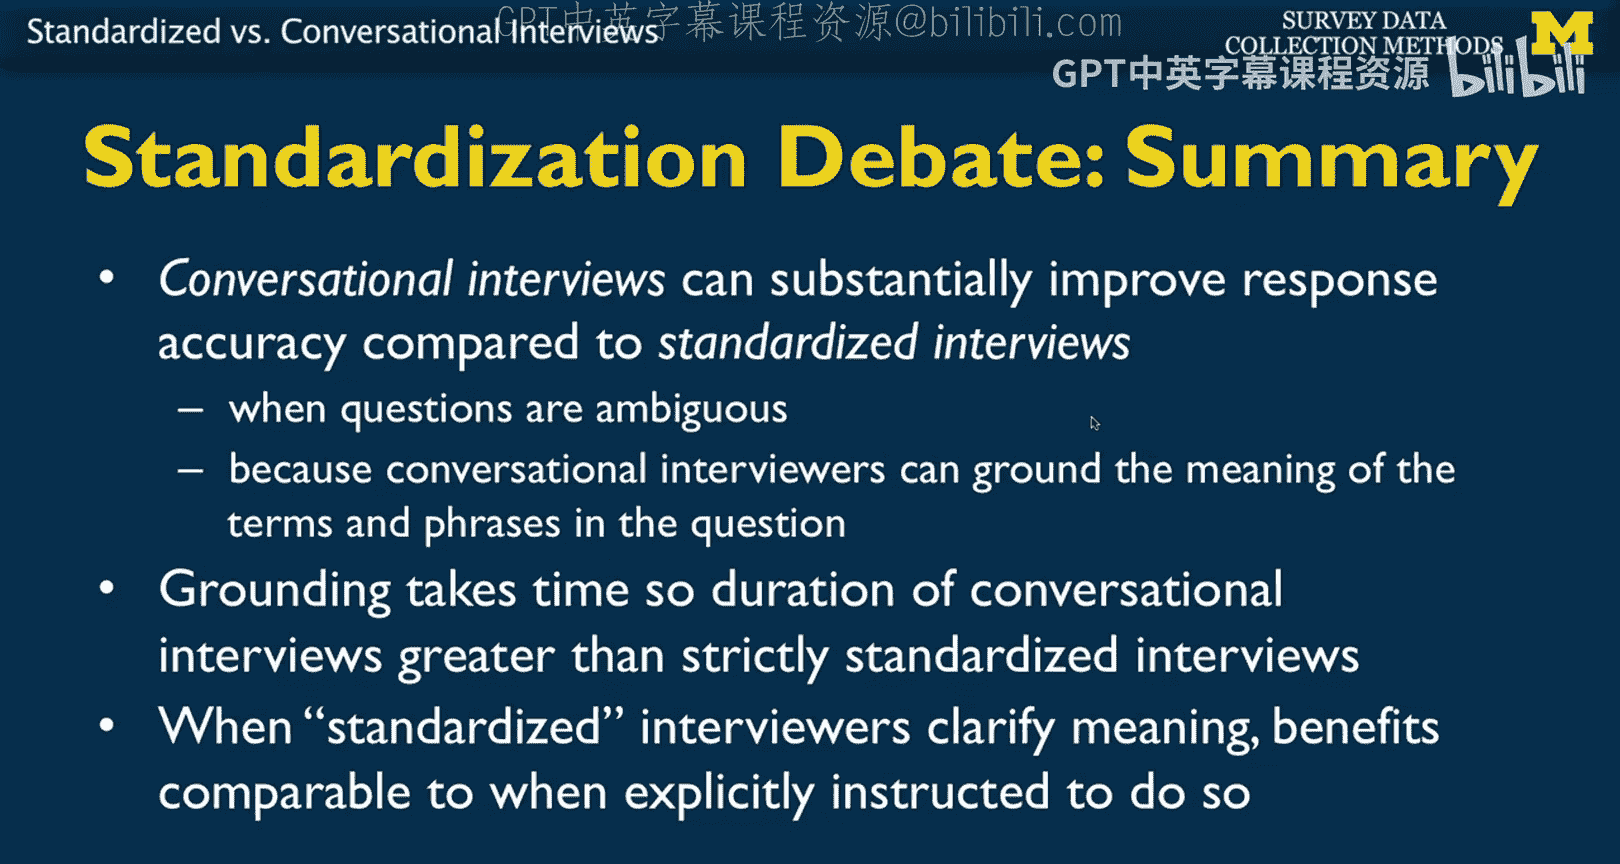 Standardized vs. Conversational Interviews
GPT中英字幕课程资源@bilibili.com
SURVEY DATA
COLLECTION METHODS
M
GPT中英字幕课程资源 bilibili
Standardization Debate: Summary
• Conversational interviews can substantially improve response
accuracy compared to standardized interviews
– when questions are ambiguous
– because conversational interviewers can ground the meaning of the
terms and phrases in the question
• Grounding takes time so duration of conversational
interviews greater than strictly standardized interviews
• When “standardized” interviewers clarify meaning, benefits
comparable to when explicitly instructed to do so